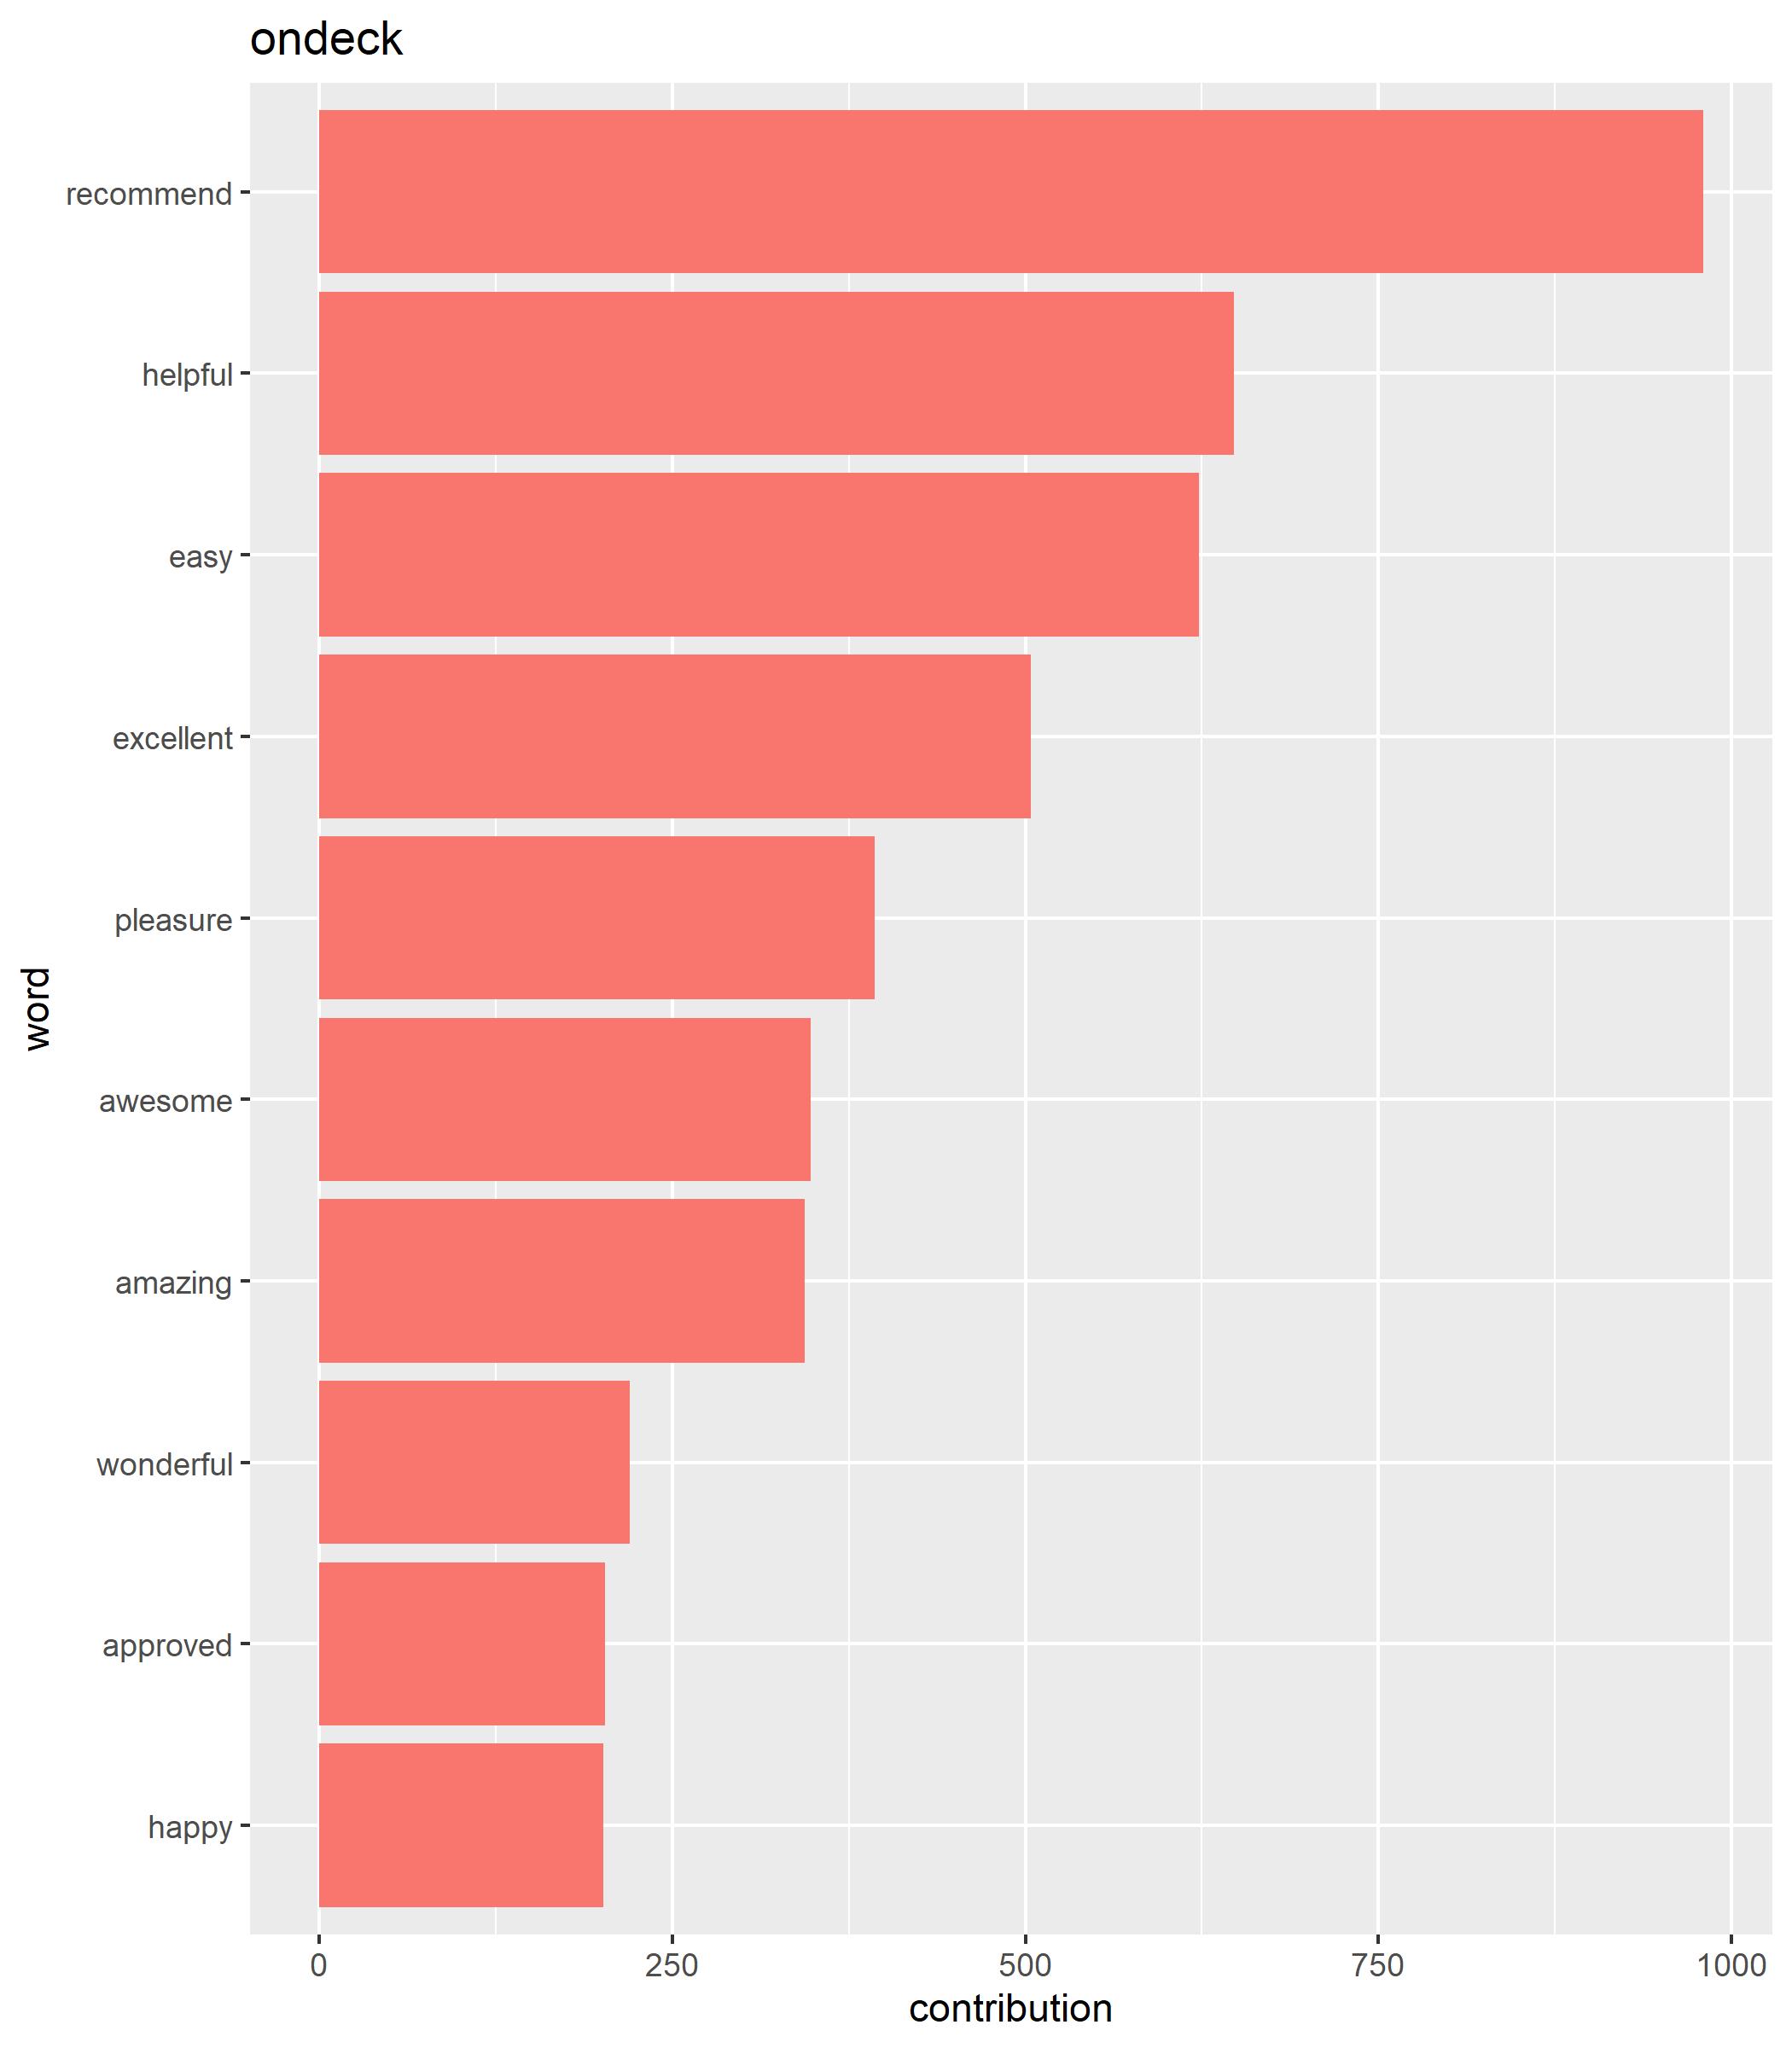 ondeck
recommend
helpful
easy
excellent
pleasure
awesome
amazing
wonderful
approved
happy
word
0 250 500 750 1000
contribution